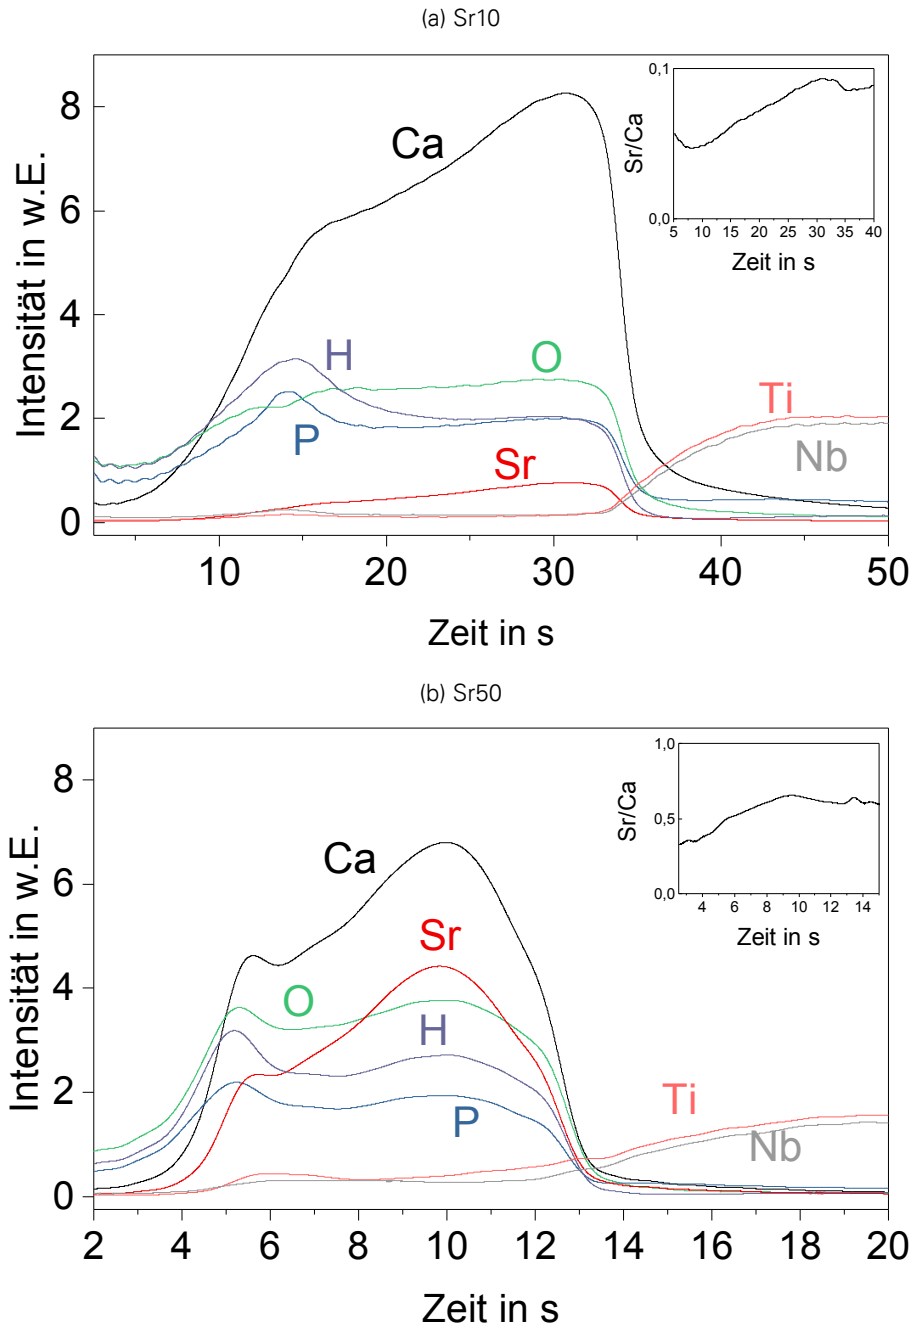 (a) Sr10
Intensität in w.E.
8
6
4
2
0
Ca
H
O
P
Sr
Ti
Nb
10 20 30 40 50
Zeit in s
Sr/Ca
0,1
0,0
5 10 15 20 25 30 35 40
Zeit in s
(b) Sr50
Intensität in w.E.
8
6
4
2
0
Ca
Sr
O
H
P
Ti
Nb
2 4 6 8 10 12 14 16 18 20
Zeit in s
Sr/Ca
1,0
0,5
0,0
4 6 8 10 12 14
Zeit in s